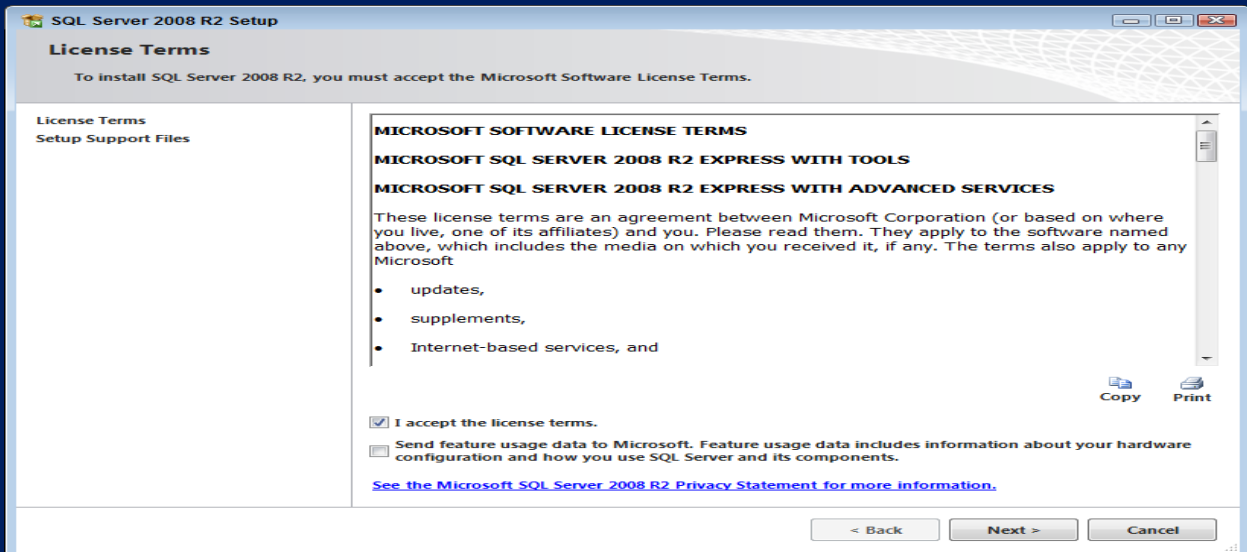 SQL Server 2008 R2 Setup
License Terms
To install SQL Server 2008 R2, you must accept the Microsoft Software License Terms.
License Terms
Setup Support Files
MICROSOFT SOFTWARE LICENSE TERMS
MICROSOFT SQL SERVER 2008 R2 EXPRESS WITH TOOLS
MICROSOFT SQL SERVER 2008 R2 EXPRESS WITH ADVANCED SERVICES
These license terms are an agreement between Microsoft Corporation (or based on where
you live, one of its affiliates) and you. Please read them. They apply to the software named
above, which includes the media on which you received it, if any. The terms also apply to any
Microsoft
• updates,
• supplements,
• Internet-based services, and
Copy Print
I accept the license terms.
Send feature usage data to Microsoft. Feature usage data includes information about your hardware
configuration and how you use SQL Server and its components.
See the Microsoft SQL Server 2008 R2 Privacy Statement for more information.
< Back Next > Cancel